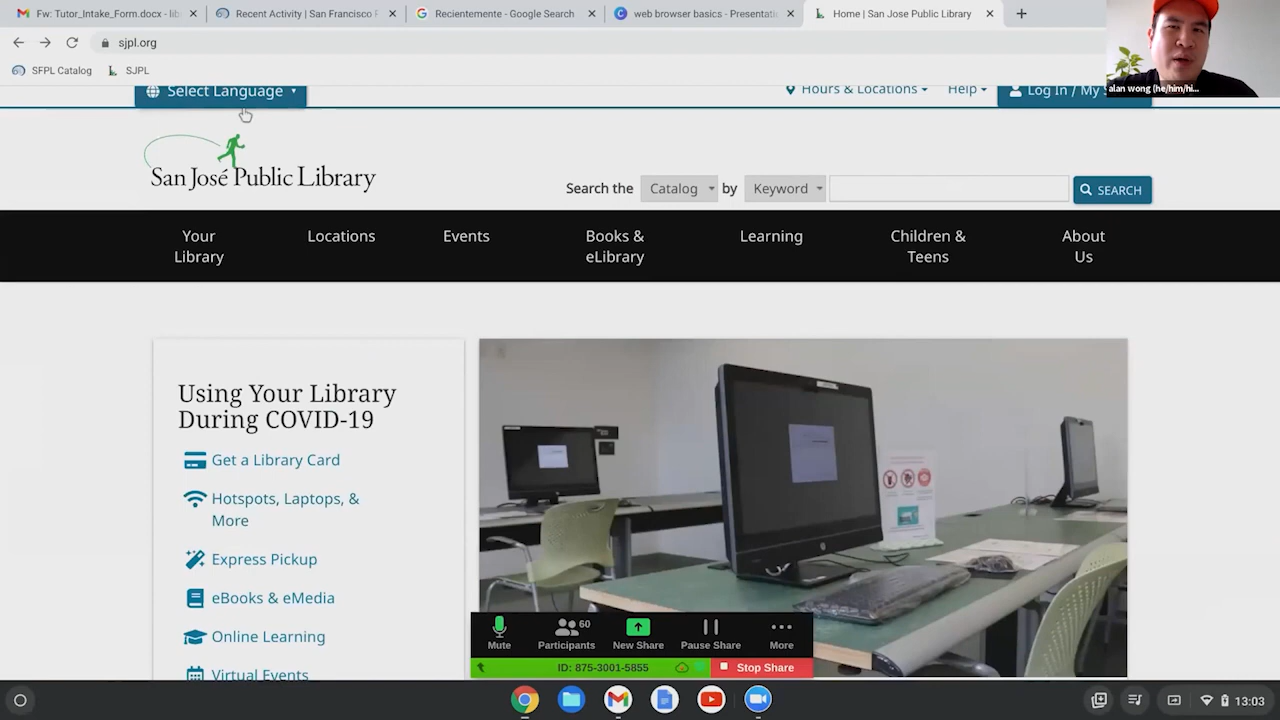 Fw: Tutor_Intake_Form.docx - lib
Recent Activity | San Francisco P
Recientemente - Google Search
web browser basics - Presentatio
Home | San Jose Public Library
sjpl.org
SFPL Catalog
SJPL
alan wong (he/him/hi...
Select Language
Hours & Locations
Help
Log In / My S
San José Public Library
Search the
Catalog
by
Keyword
SEARCH
Your
Library
Locations
Events
Books &
eLibrary
Learning
Children &
Teens
About
Us
Using Your Library
During COVID-19
Get a Library Card
Hotspots, Laptops, &
More
Express Pickup
eBooks & eMedia
Online Learning
Virtual Events
Mute
Participants
60
New Share
Pause Share
More
ID: 875-3001-5855
Stop Share
13:03